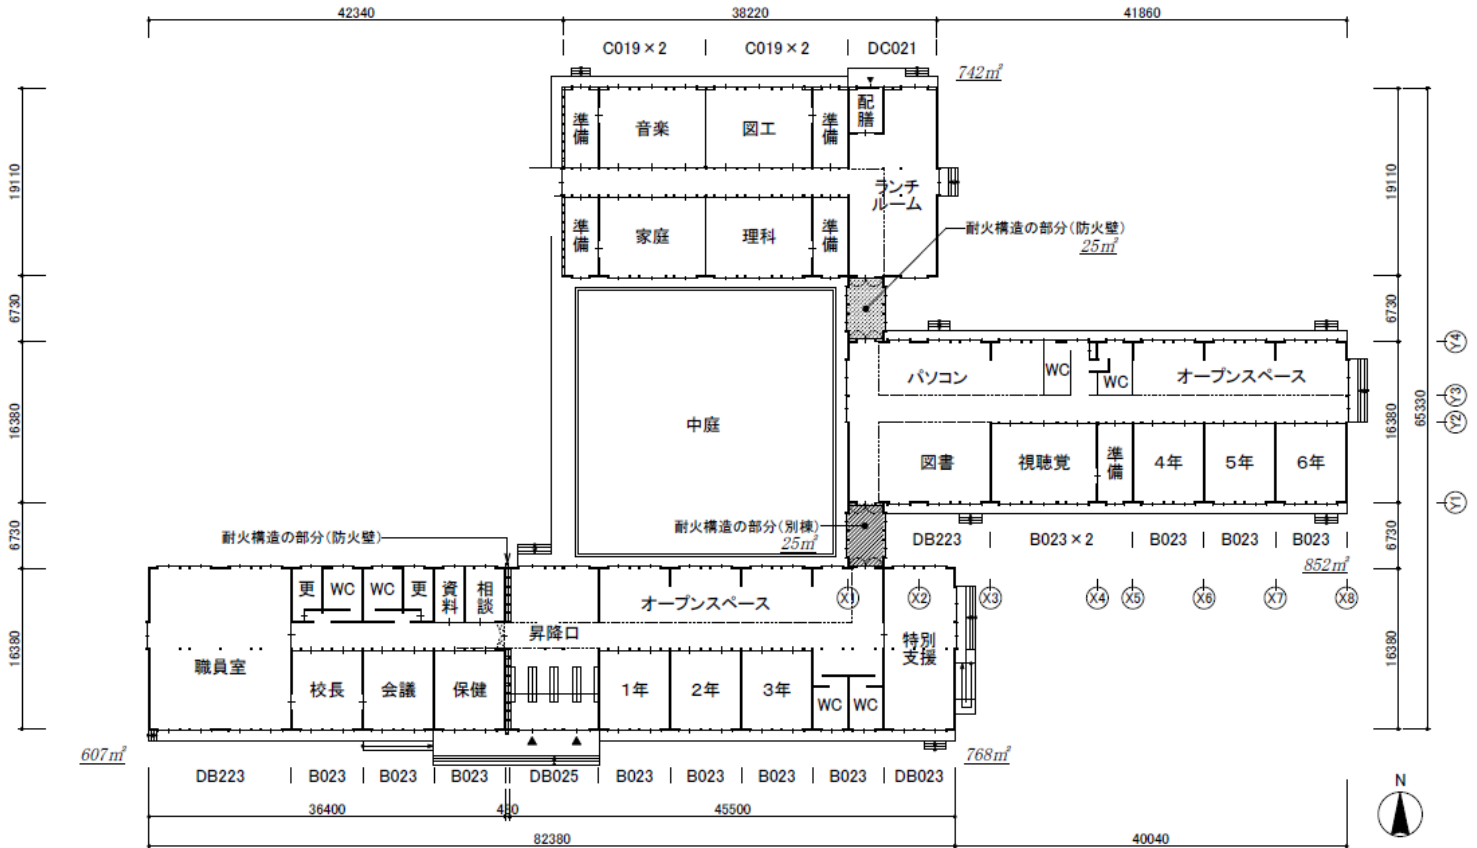 42340
38220
41860
C019×2
C019×2
DC021
742㎡
準備
音楽
図工
準備
配膳
ランチ
ルーム
準備
家庭
理科
準備
19110
19110
耐火構造の部分(防火壁)
25㎡
6730
6730
65330
16380
16380
パソコン
WC
WC
オープンスペース
Y4
Y3
Y2
Y1
中庭
図書
視聴覚
準備
4年
5年
6年
耐火構造の部分(別棟)
25㎡
耐火構造の部分(防火壁)
6730
6730
DB223
B023×2
B023
B023
B023
852㎡
X1
X2
X3
X4
X5
X6
X7
X8
更
WC
WC
更
資料
相談
オープンスペース
昇降口
特別
支援
16380
16380
職員室
校長
会議
保健
1年
2年
3年
WC
WC
607㎡
768㎡
DB223
B023
B023
B023
DB025
B023
B023
B023
B023
DB023
36400
45500
82380
40040
N